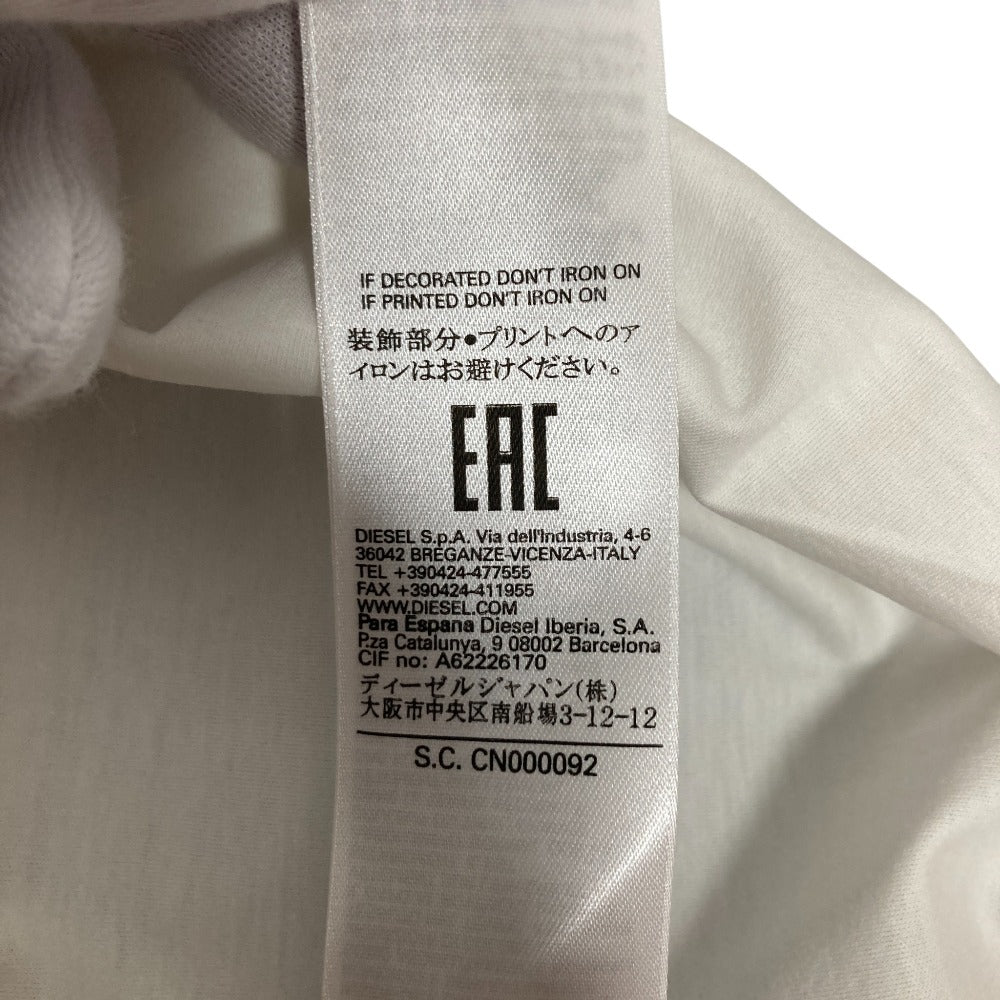 IF DECORATED DON'T IRON ON
IF PRINTED DON'T IRON ON
装飾部分●プリントへのア
イロンはお避けください。
EAC
DIESEL S.p.A. Via dell'Industria, 4-6
36042 BREGANZE-VICENZA-ITALY
TEL +390424-477555
FAX +390424-411955
WWW.DIESEL.COM
Para Espana Diesel Iberia, S.A.
P.za Catalunya, 9 08002 Barcelona
CIF no: A62226170
ディーゼルジャパン(株)
大阪市中央区南船場3-12-12
S.C. CN000092